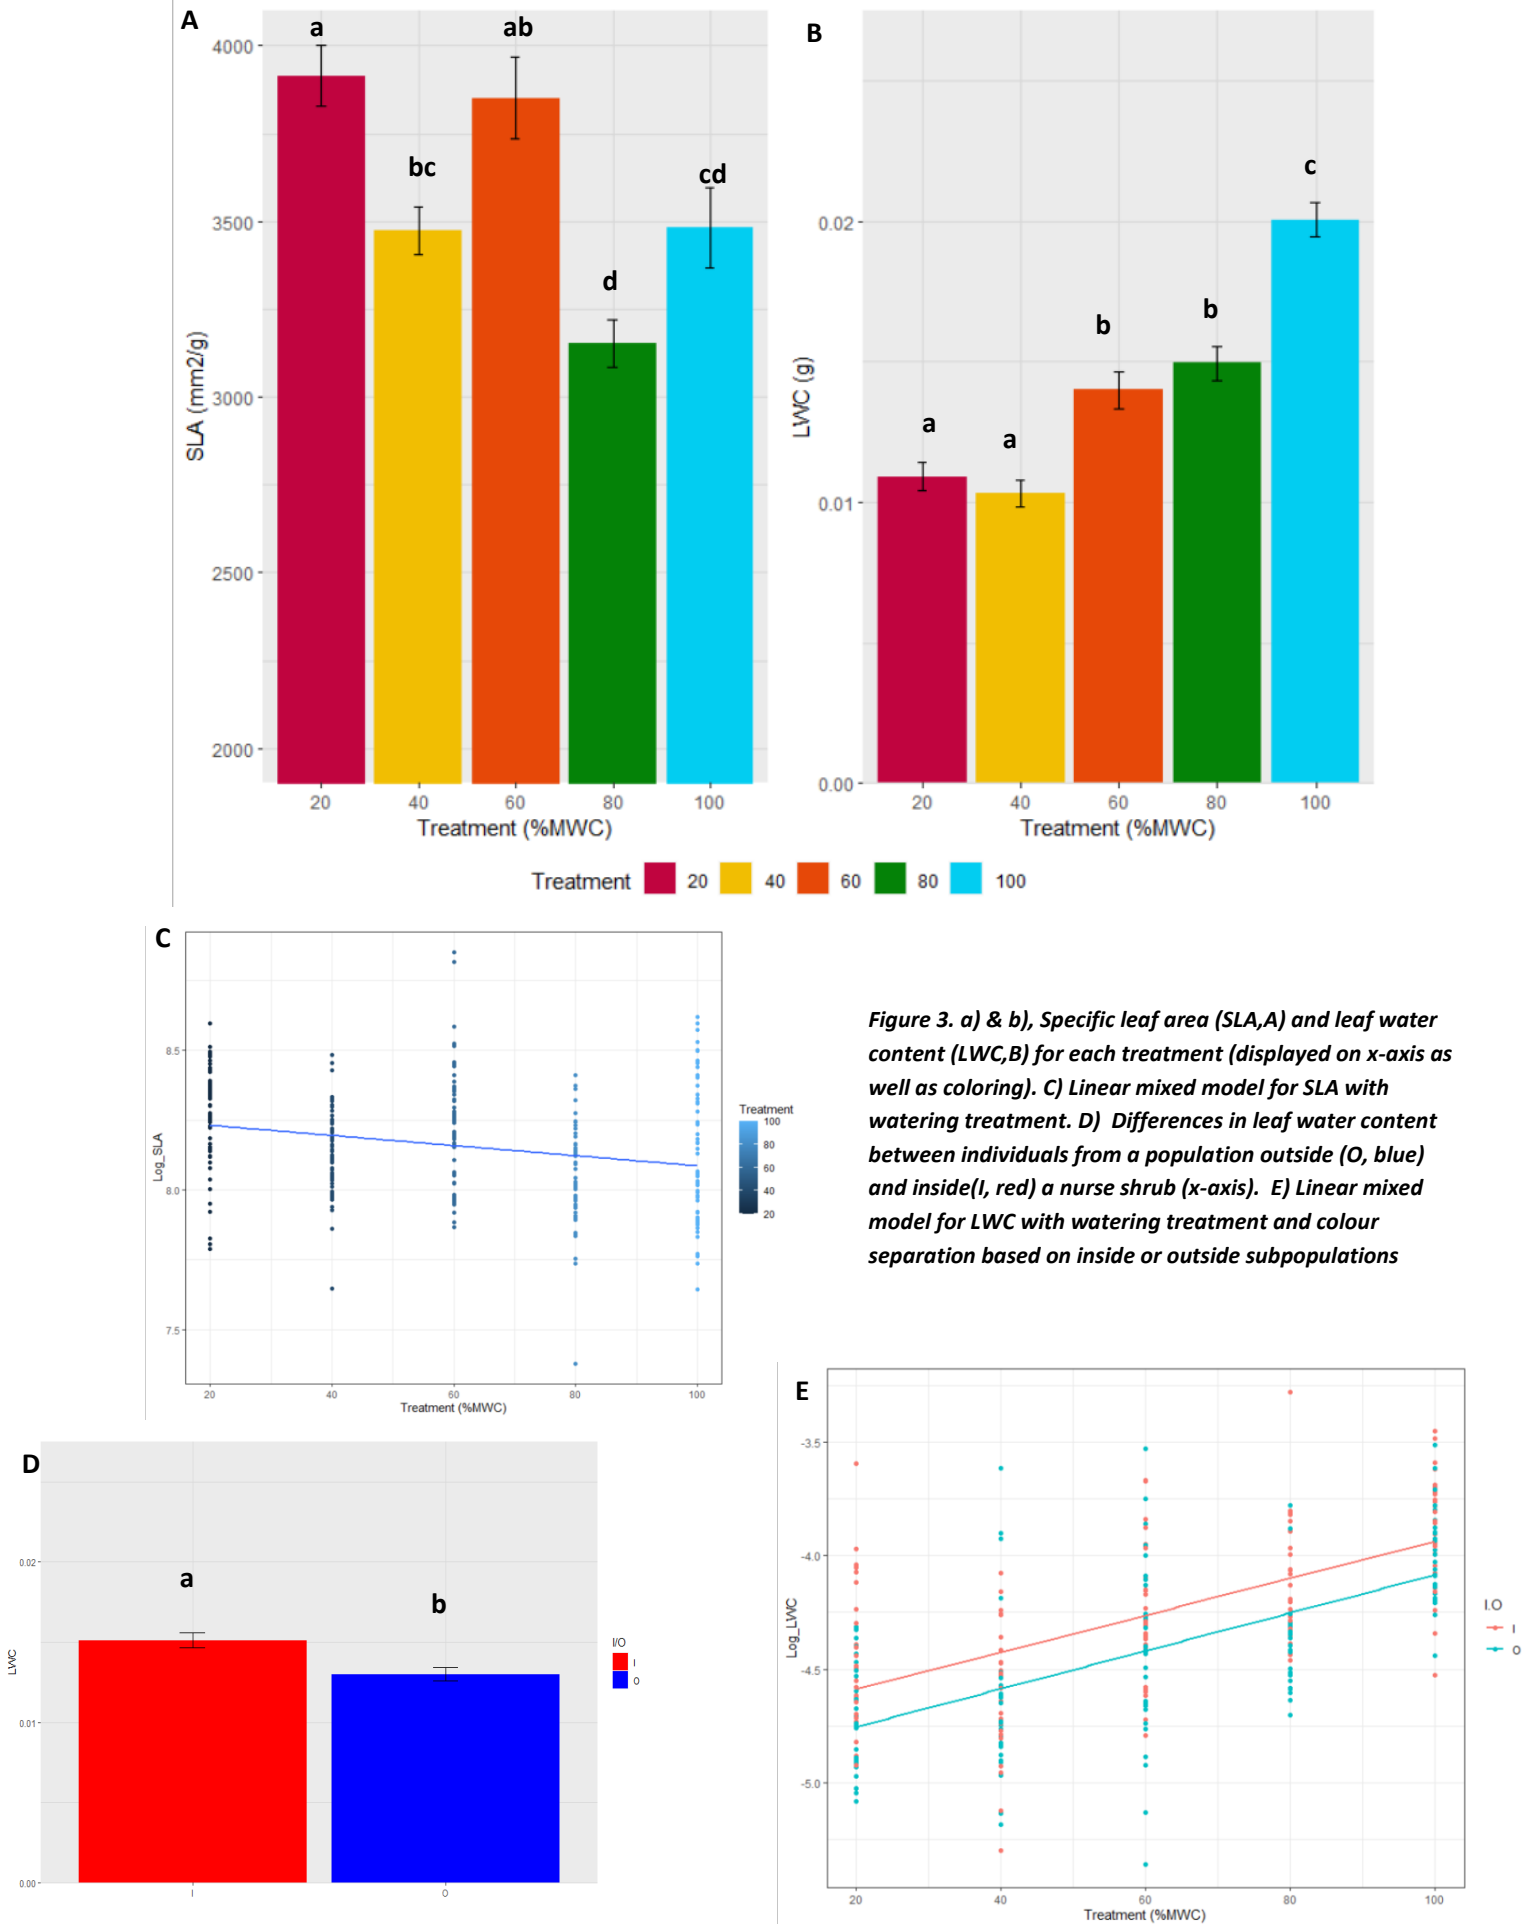 A
a
ab
bc
cd
d
4000
3500
3000
2500
2000
SLA (mm2/g)
20 40 60 80 100
Treatment (%MWC)
B
c
b
b
a
a
0.02
0.01
0.00
LWC (g)
20 40 60 80 100
Treatment (%MWC)
Treatment 20 40 60 80 100
C
8.5
8.0
7.5
Log_SLA
20 40 60 80 100
Treatment (%MWC)
Treatment
100
80
60
40
20
Figure 3. a) & b), Specific leaf area (SLA,A) and leaf water
content (LWC,B) for each treatment (displayed on x-axis as
well as coloring). C) Linear mixed model for SLA with
watering treatment. D) Differences in leaf water content
between individuals from a population outside (O, blue)
and inside(I, red) a nurse shrub (x-axis). E) Linear mixed
model for LWC with watering treatment and colour
separation based on inside or outside subpopulations
D
a
b
0.02
0.01
0.00
LWC
I O
I/O
I
O
E
-3.5
-4.0
-4.5
-5.0
Log_LWC
20 40 60 80 100
Treatment (%MWC)
I.O
I
O